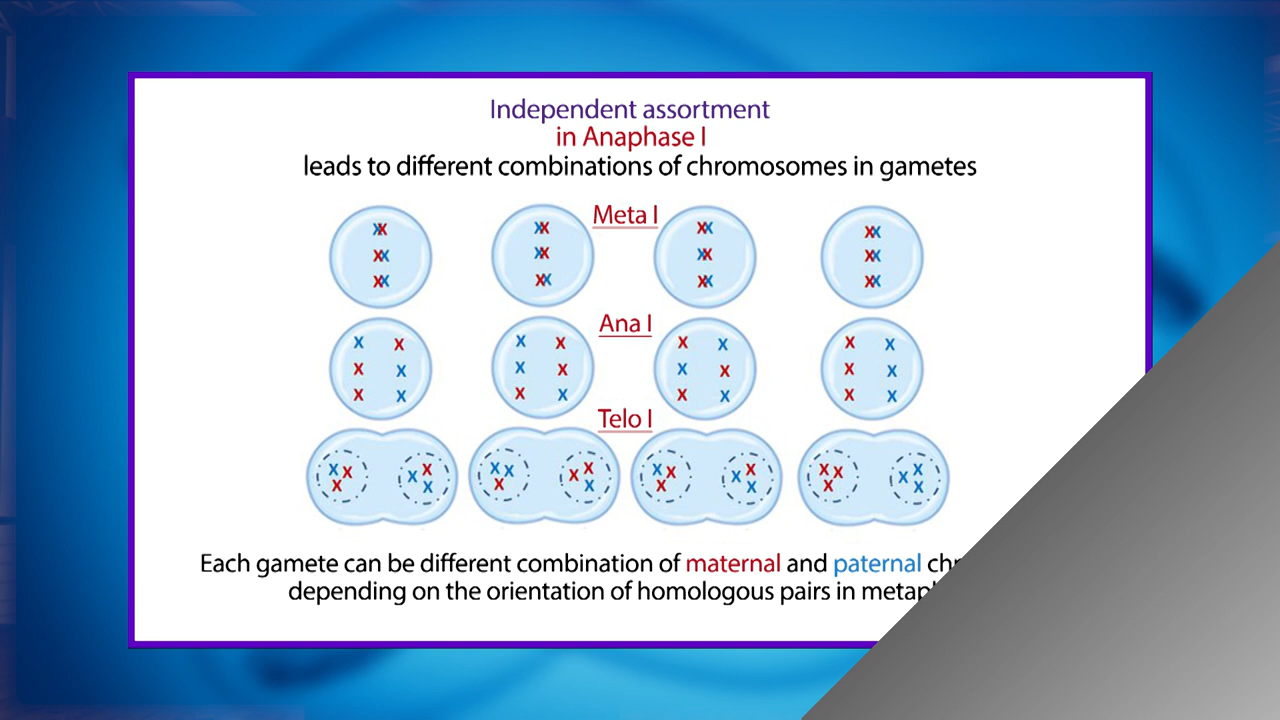 Independent assortment
in Anaphase I
leads to different combinations of chromosomes in gametes
Meta I
Ana I
Telo I
Each gamete can be different combination of maternal and paternal
depending on the orientation of homologous pairs in